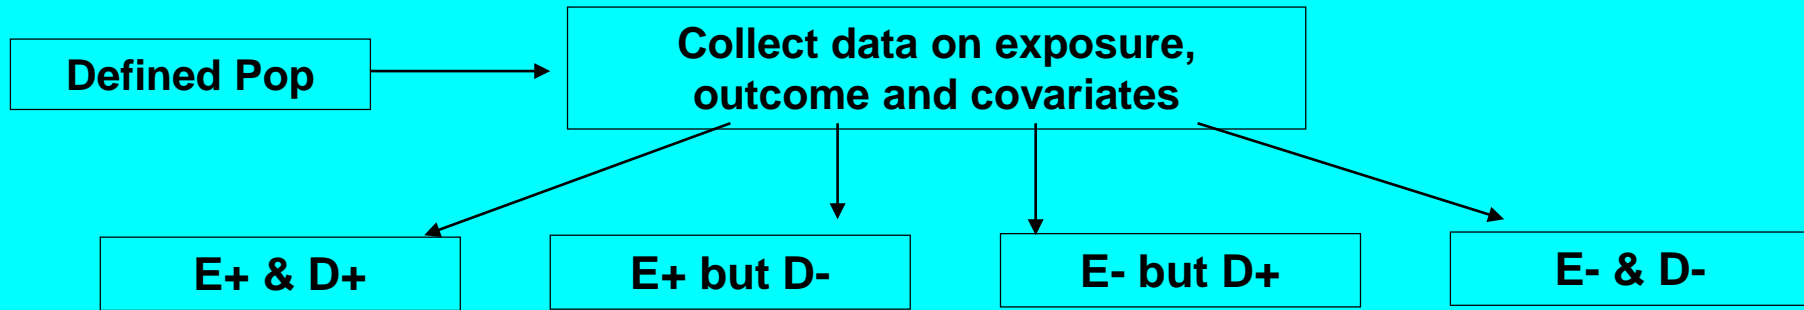 Defined Pop
Collect data on exposure,
outcome and covariates
E+ & D+
E+ but D-
E- but D+
E- & D-